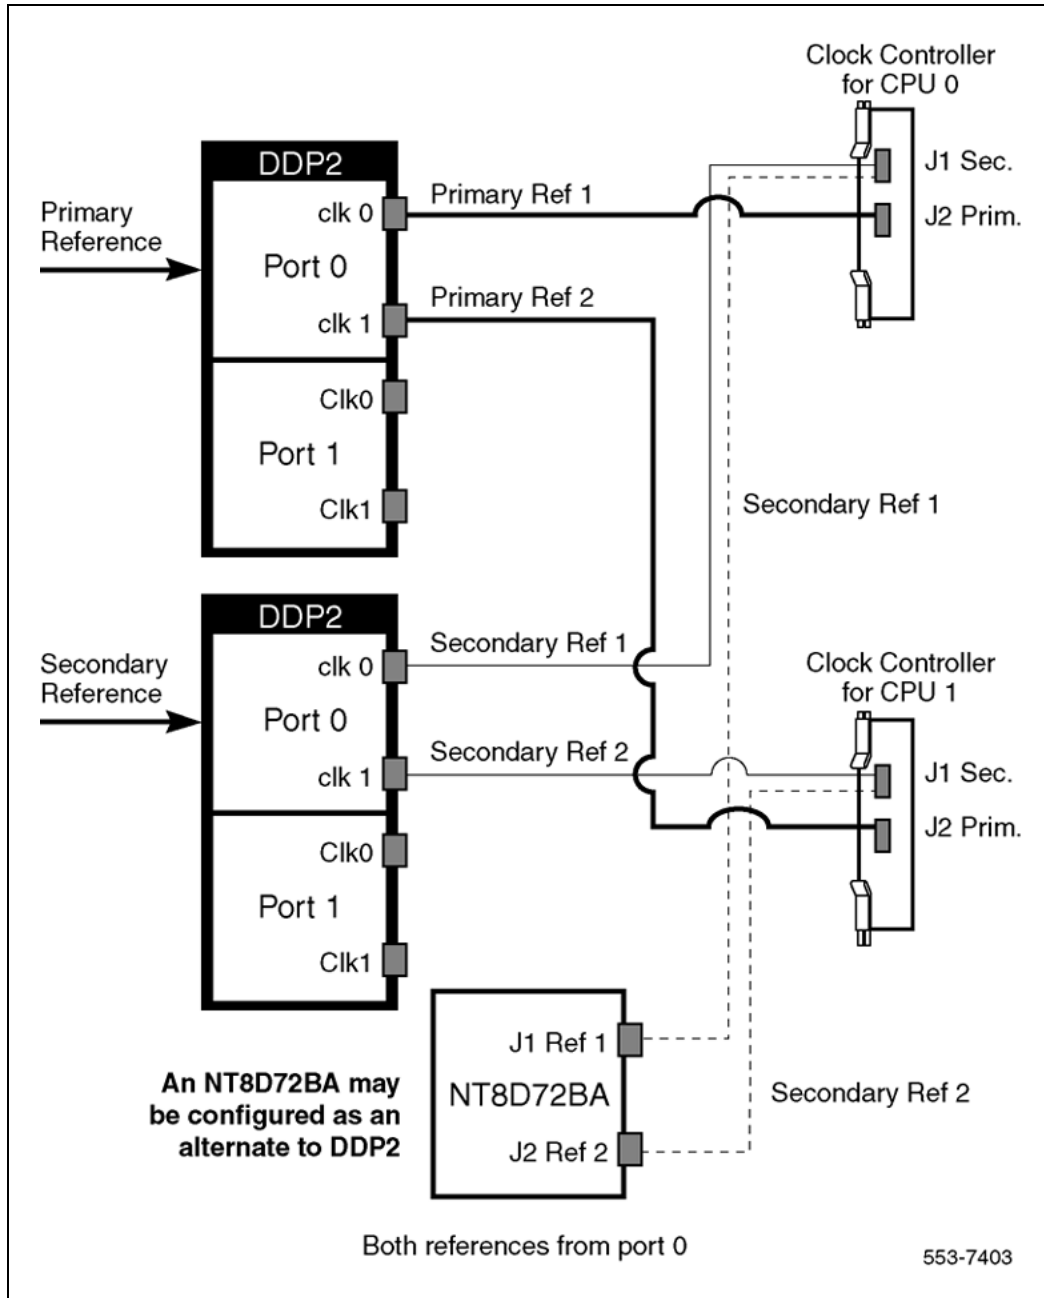 Clock Controller
for CPU 0
DDP2
J1 Sec.
Primary
Reference
clk 0
Primary Ref 1
J2 Prim.
Port 0
Primary Ref 2
clk 1
Clk0
Port 1
Clk1
Secondary Ref 1
DDP2
Secondary
Reference
clk 0
Secondary Ref 1
Clock Controller
for CPU 1
Port 0
Secondary Ref 2
clk 1
J1 Sec.
J2 Prim.
Clk0
Port 1
Clk1
J1 Ref 1
NT8D72BA
J2 Ref 2
Secondary Ref 2
An NT8D72BA may
be configured as an
alternate to DDP2
Both references from port 0
553-7403